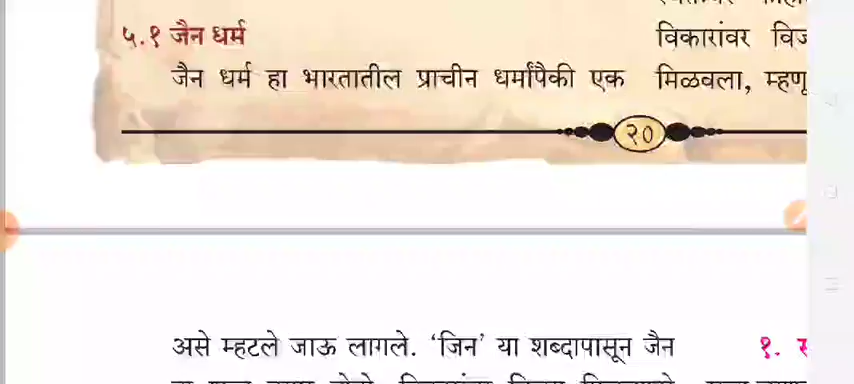 ५.१ जैन धर्म
जैन धर्म हा भारतातील प्राचीन धर्मांपैकी एक
विकारांवर
मिळवला,
२०
असे म्हटले जाऊ लागले. ‘जिन’ या शब्दापासून जैन
१.